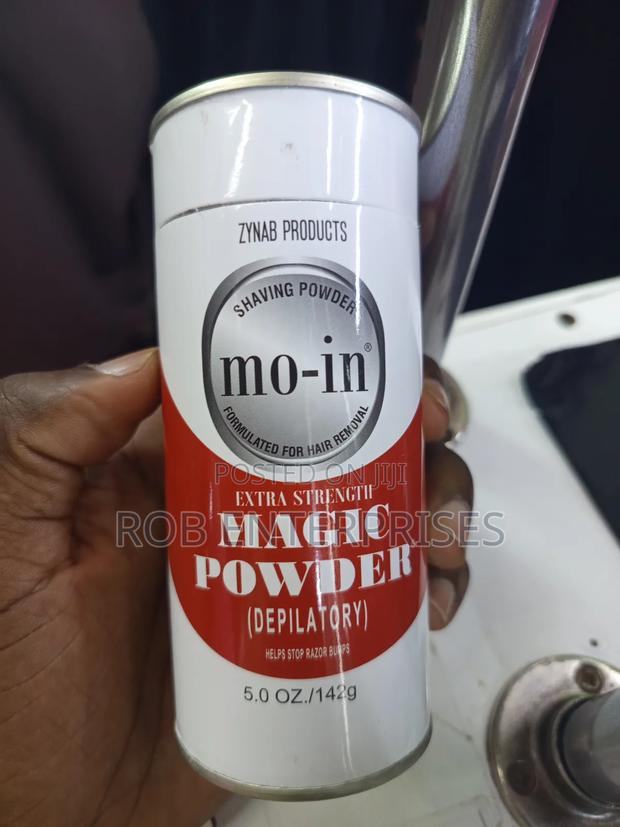 ZYNAB PRODUCTS
SHAVING POWDER
mo-in®
FORMULATED FOR HAIR REMOVAL
POSTED ON JIJI
EXTRA STRENGTH
ROB ENTERPRISES
MAGIC
POWDER
(DEPILATORY)
HELPS STOP RAZOR BUMPS
5.0 OZ./142g